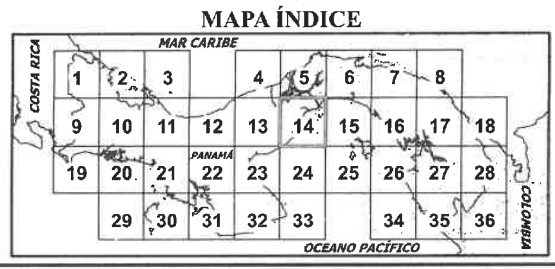 MAPA ÍNDICE
MAR CARIBE
COSTA RICA
1 2 3 4 5 6 7 8
9 10 11 12 13 14 15 16 17 18
PANAMÁ
19 20 21 22 23 24 25 26 27 28
29 30 31 32 33 34 35 36
COLOMBIA
OCEANO PACÍFICO